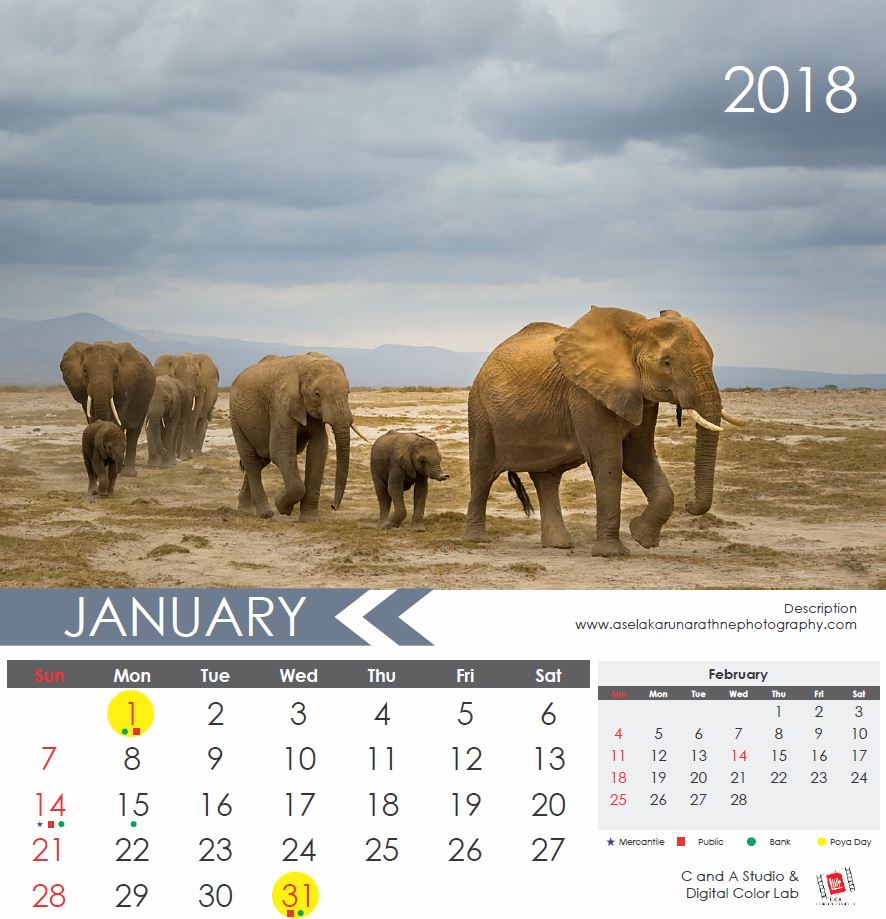 2018
JANUARY
Description
www.aselakarunarathnephotography.com
Sun Mon Tue Wed Thu Fri Sat
1 2 3 4 5 6
7 8 9 10 11 12 13
14 15 16 17 18 19 20
21 22 23 24 25 26 27
28 29 30 31
February
Sun Mon Tue Wed Thu Fri Sat
1 2 3
4 5 6 7 8 9 10
11 12 13 14 15 16 17
18 19 20 21 22 23 24
25 26 27 28
Mercantile Public Bank Poya Day
C and A Studio &
Digital Color Lab